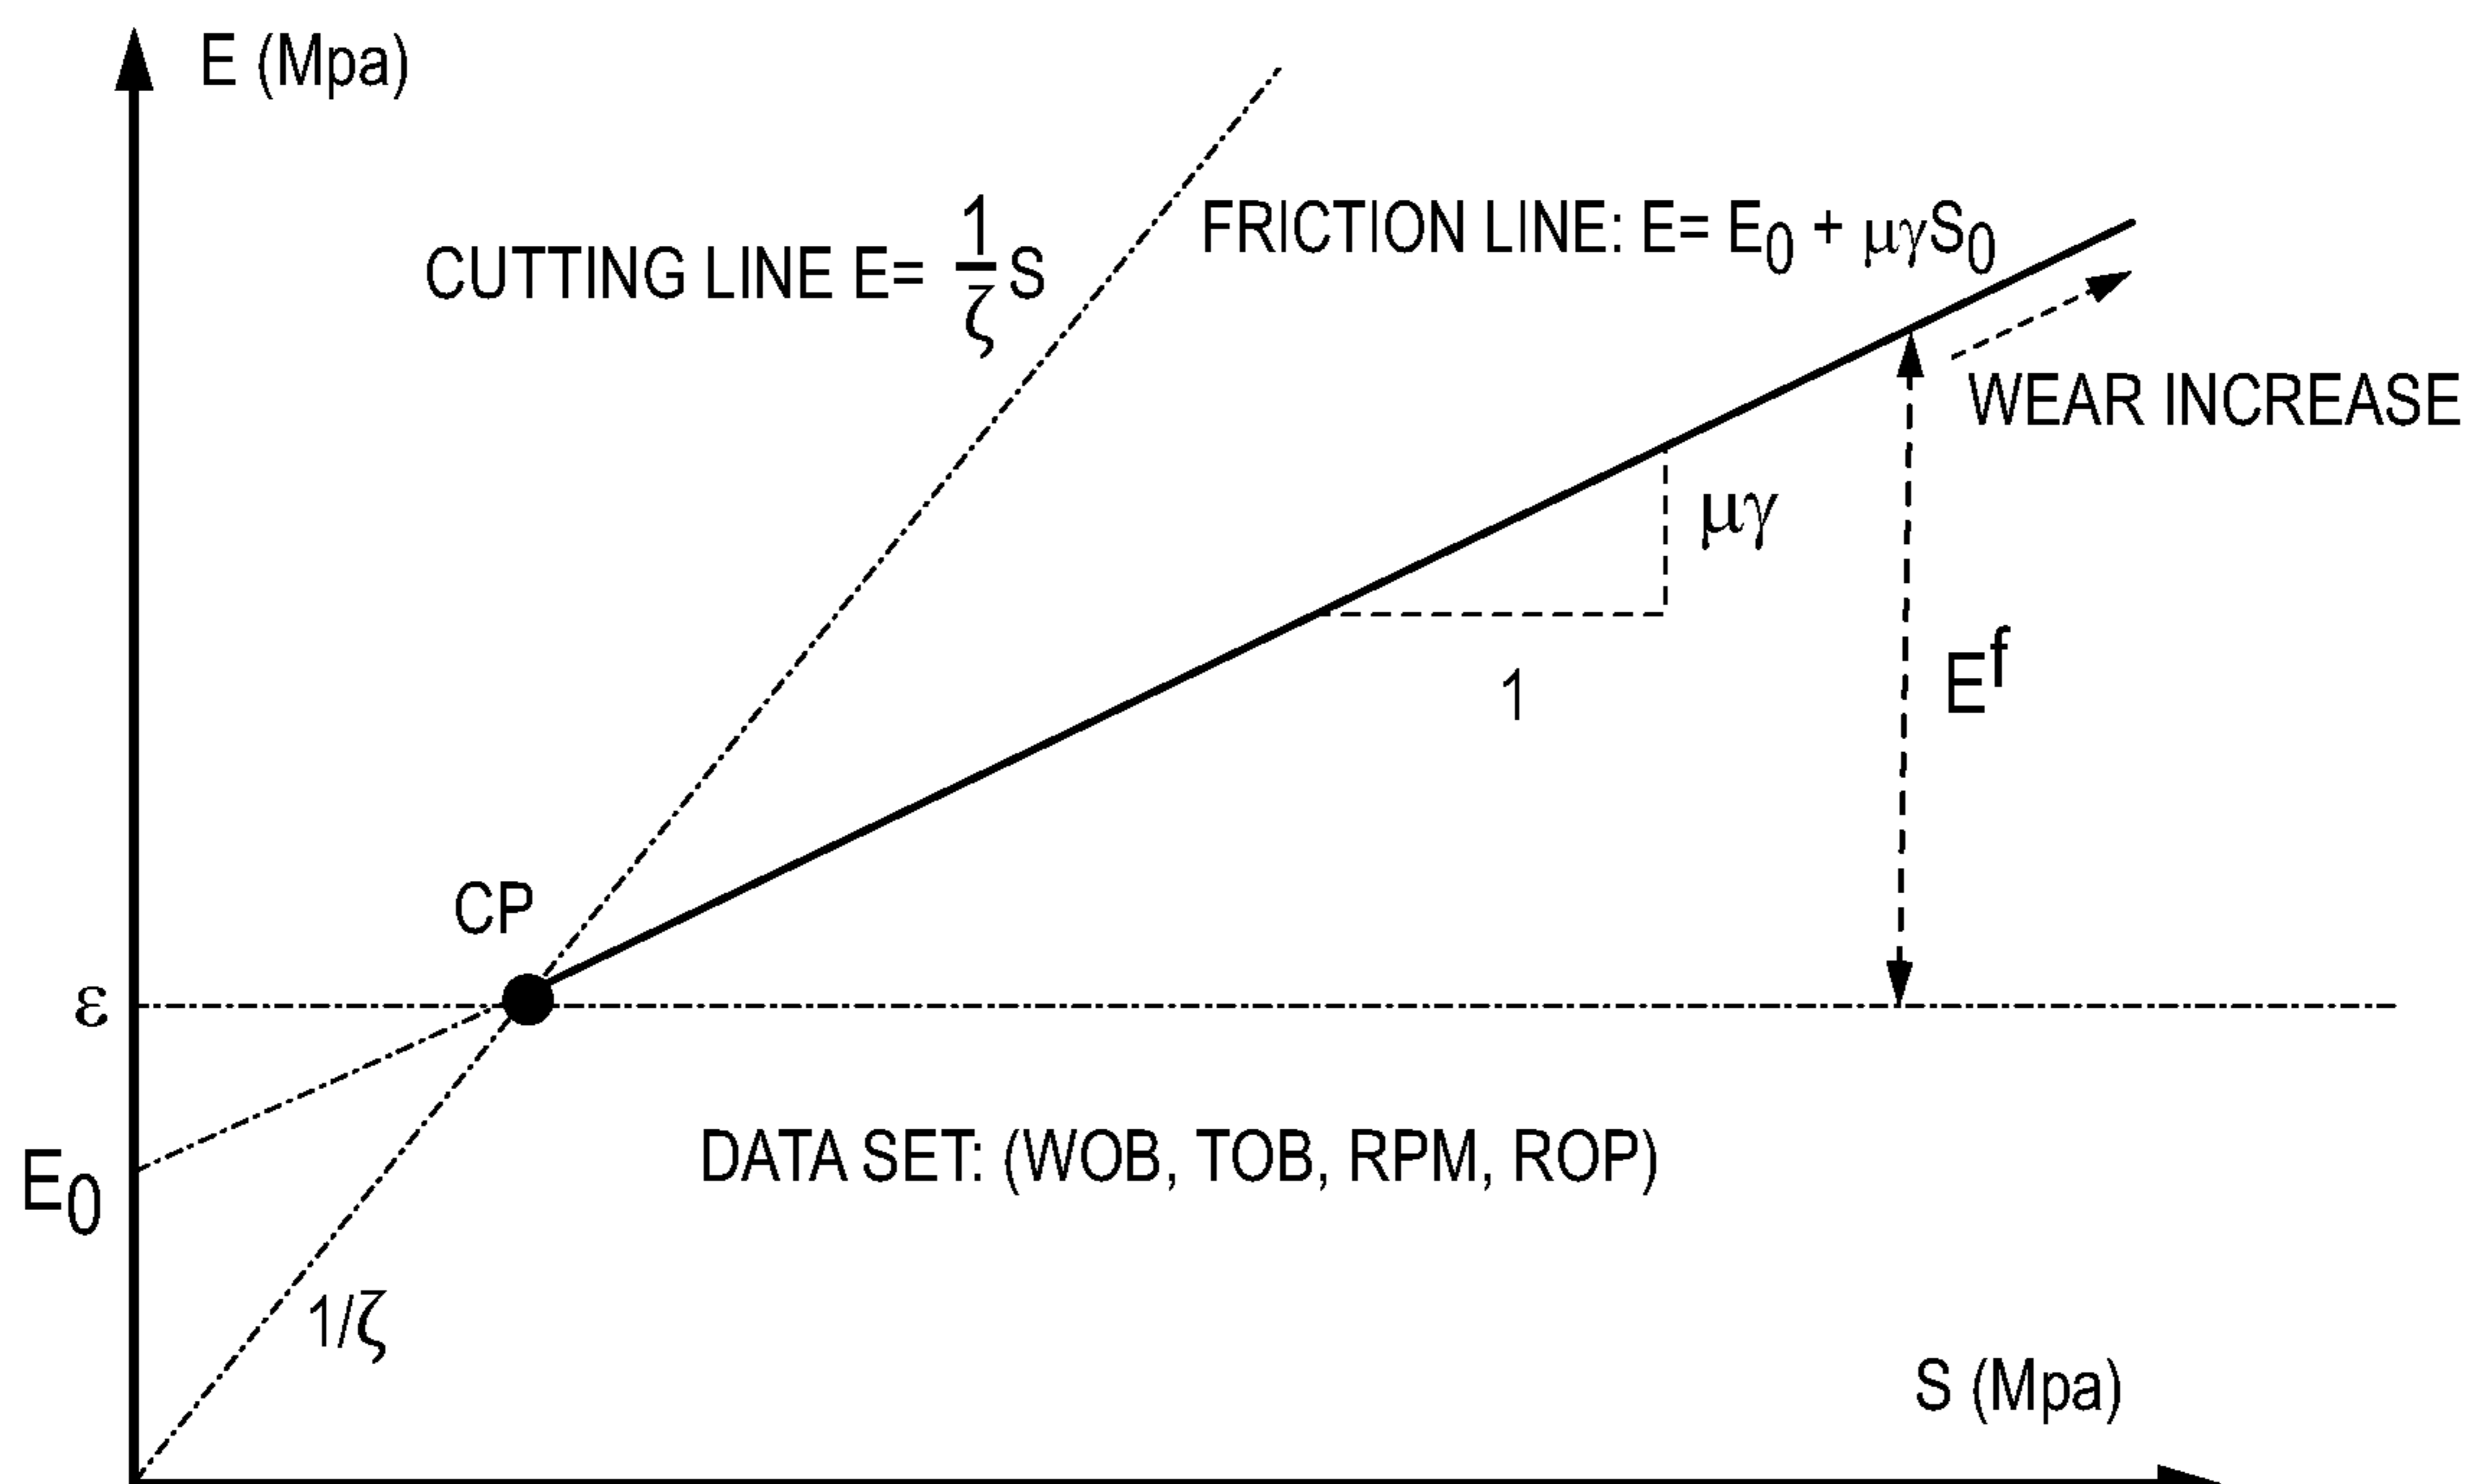 E (Mpa)
CUTTING LINE E= 1/ζ S
FRICTION LINE: E= E₀ + μγS₀
WEAR INCREASE
μγ
1
Eᶠ
CP
ε
E₀
DATA SET: (WOB, TOB, RPM, ROP)
1/ζ
S (Mpa)